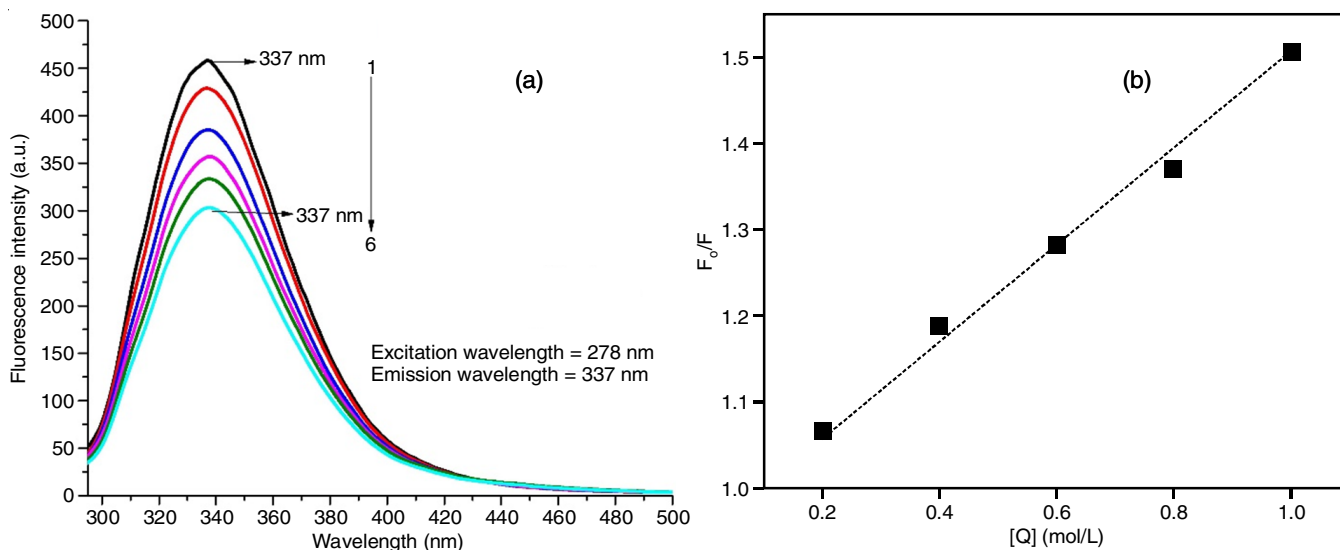 (a)
Fluorescence intensity (a.u.)
500
450
400
350
300
250
200
150
100
50
0
337 nm
1
337 nm
6
Excitation wavelength = 278 nm
Emission wavelength = 337 nm
300 320 340 360 380 400 420 440 460 480 500
Wavelength (nm)
(b)
F₀/F
1.5
1.4
1.3
1.2
1.1
1.0
0.2 0.4 0.6 0.8 1.0
[Q] (mol/L)